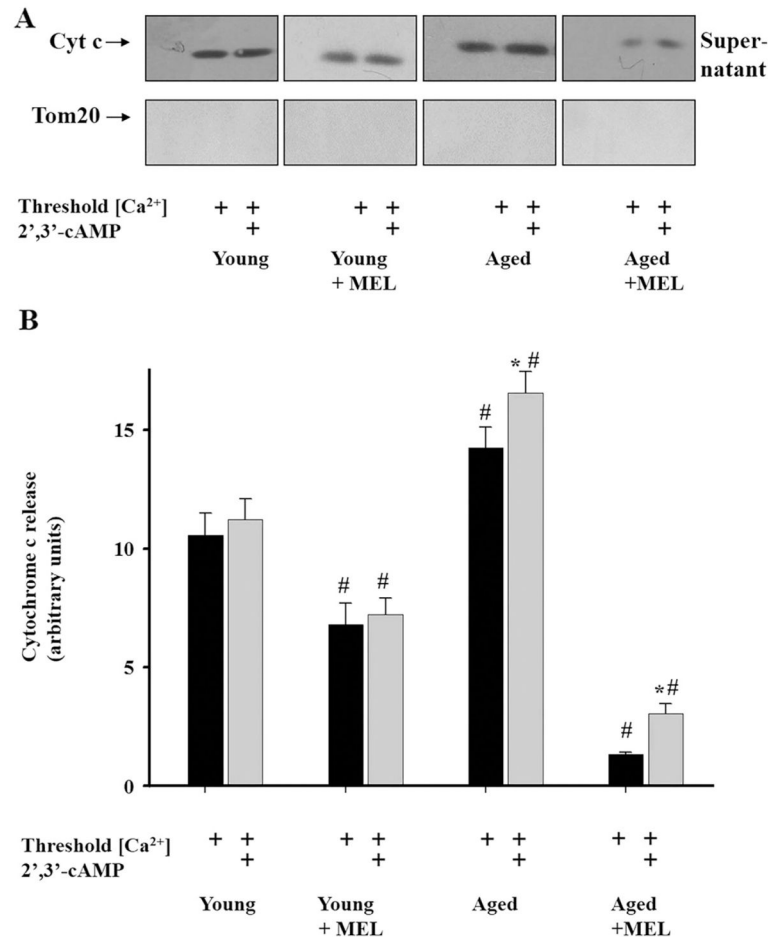 A
Cyt c →
Super-
natant
Tom20 →
Threshold [Ca²⁺] + + + + + + + +
2’,3’-cAMP + + + +
Young Young Aged Aged
+ MEL +MEL
B
Cytochrome c release
(arbitrary units)
15
10
5
0
# # # * # # *#
Threshold [Ca²⁺] + + + + + + + +
2’,3’-cAMP + + + +
Young Young Aged Aged
+ MEL +MEL